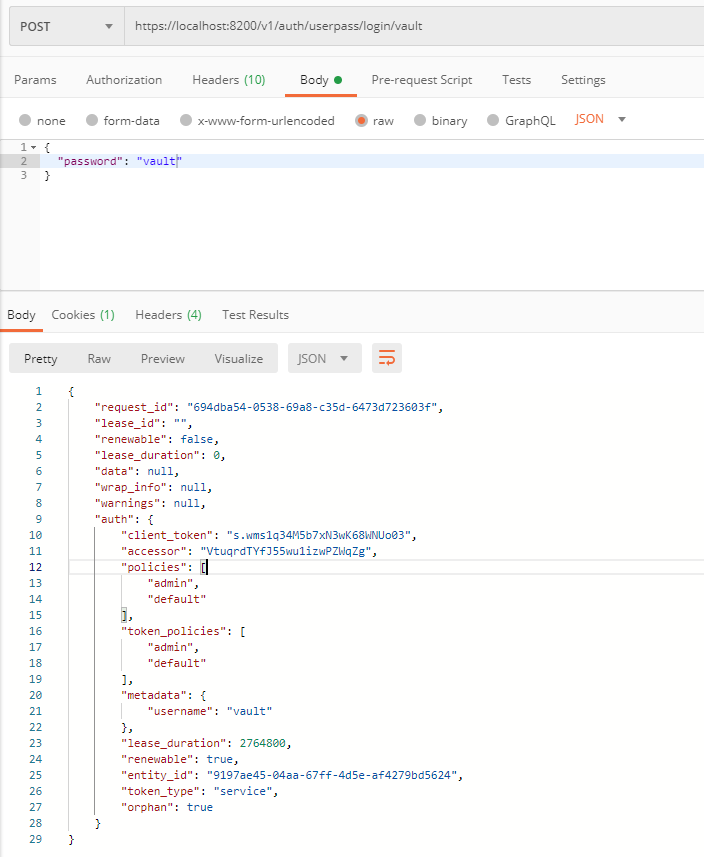 POST https://localhost:8200/v1/auth/userpass/login/vault
Params Authorization Headers (10) Body Pre-request Script Tests Settings
none form-data x-www-form-urlencoded raw binary GraphQL JSON
1 {
2 "password": "vault"
3 }
Body Cookies (1) Headers (4) Test Results
Pretty Raw Preview Visualize JSON
1 {
2 "request_id": "694dba54-0538-69a8-c35d-6473d723603f",
3 "lease_id": "",
4 "renewable": false,
5 "lease_duration": 0,
6 "data": null,
7 "wrap_info": null,
8 "warnings": null,
9 "auth": {
10 "client_token": "s.wms1q34M5b7xN3wK68WNUo03",
11 "accessor": "VtuqrdTYfJ55wu1izwPZWqZg",
12 "policies": [
13 "admin",
14 "default"
15 ],
16 "token_policies": [
17 "admin",
18 "default"
19 ],
20 "metadata": {
21 "username": "vault"
22 },
23 "lease_duration": 2764800,
24 "renewable": true,
25 "entity_id": "9197ae45-04aa-67ff-4d5e-af4279bd5624",
26 "token_type": "service",
27 "orphan": true
28 }
29 }